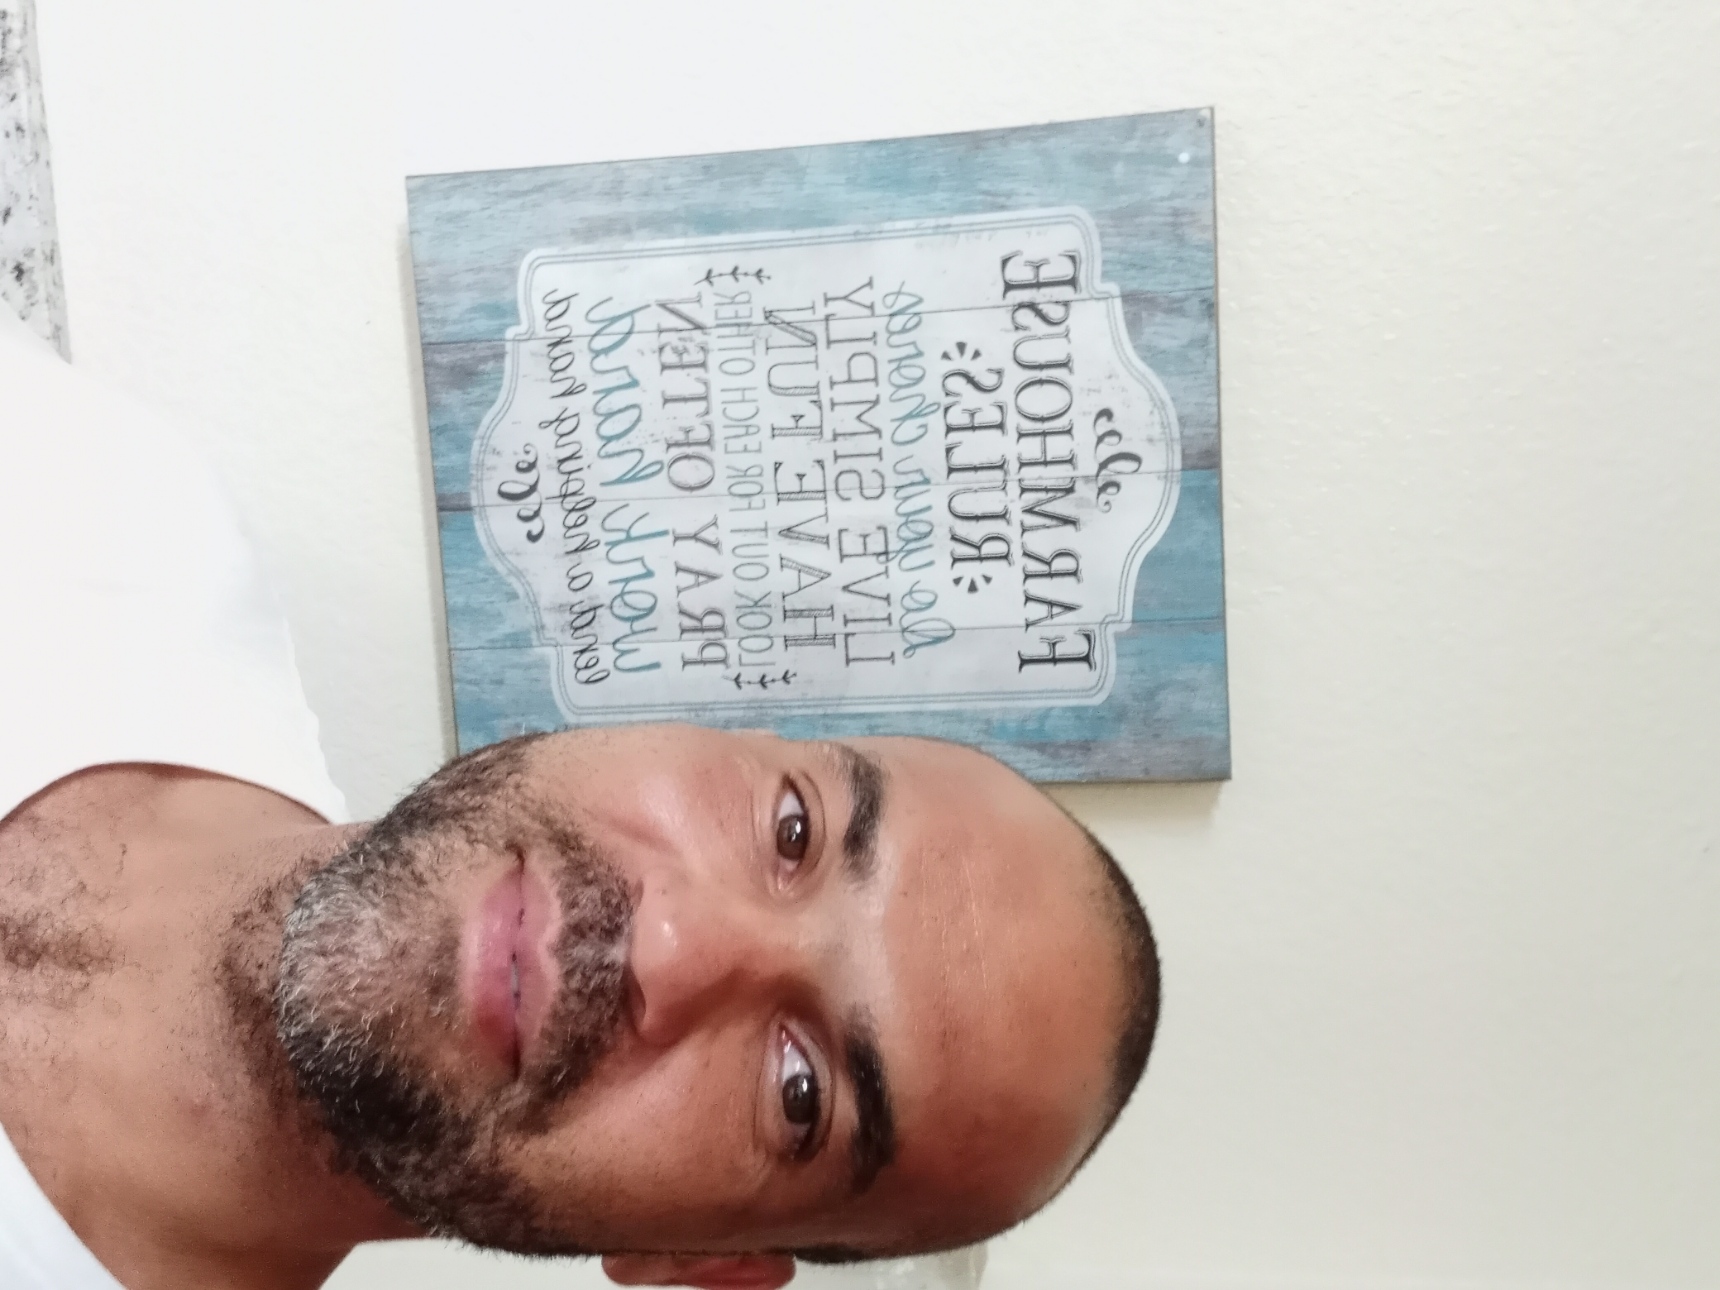 FARMHOUSE
RULES
Do your chores
LIVE SIMPLY
HAVE FUN
LOOK OUT FOR EACH OTHER
PRAY OFTEN
work hard
lend a helping hand